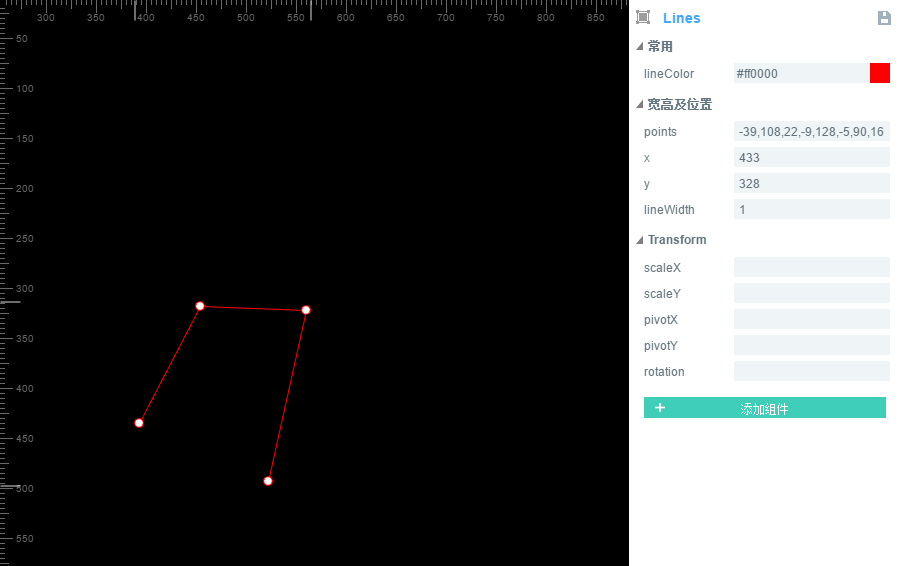 300 350 400 450 500 550 600 650 700 750 800 850
50
100
150
200
250
300
350
400
450
500
550
Lines
常用
lineColor #ff0000
宽高及位置
points -39,108,22,-9,128,-5,90,16
x 433
y 328
lineWidth 1
Transform
scaleX
scaleY
pivotX
pivotY
rotation
+ 添加组件